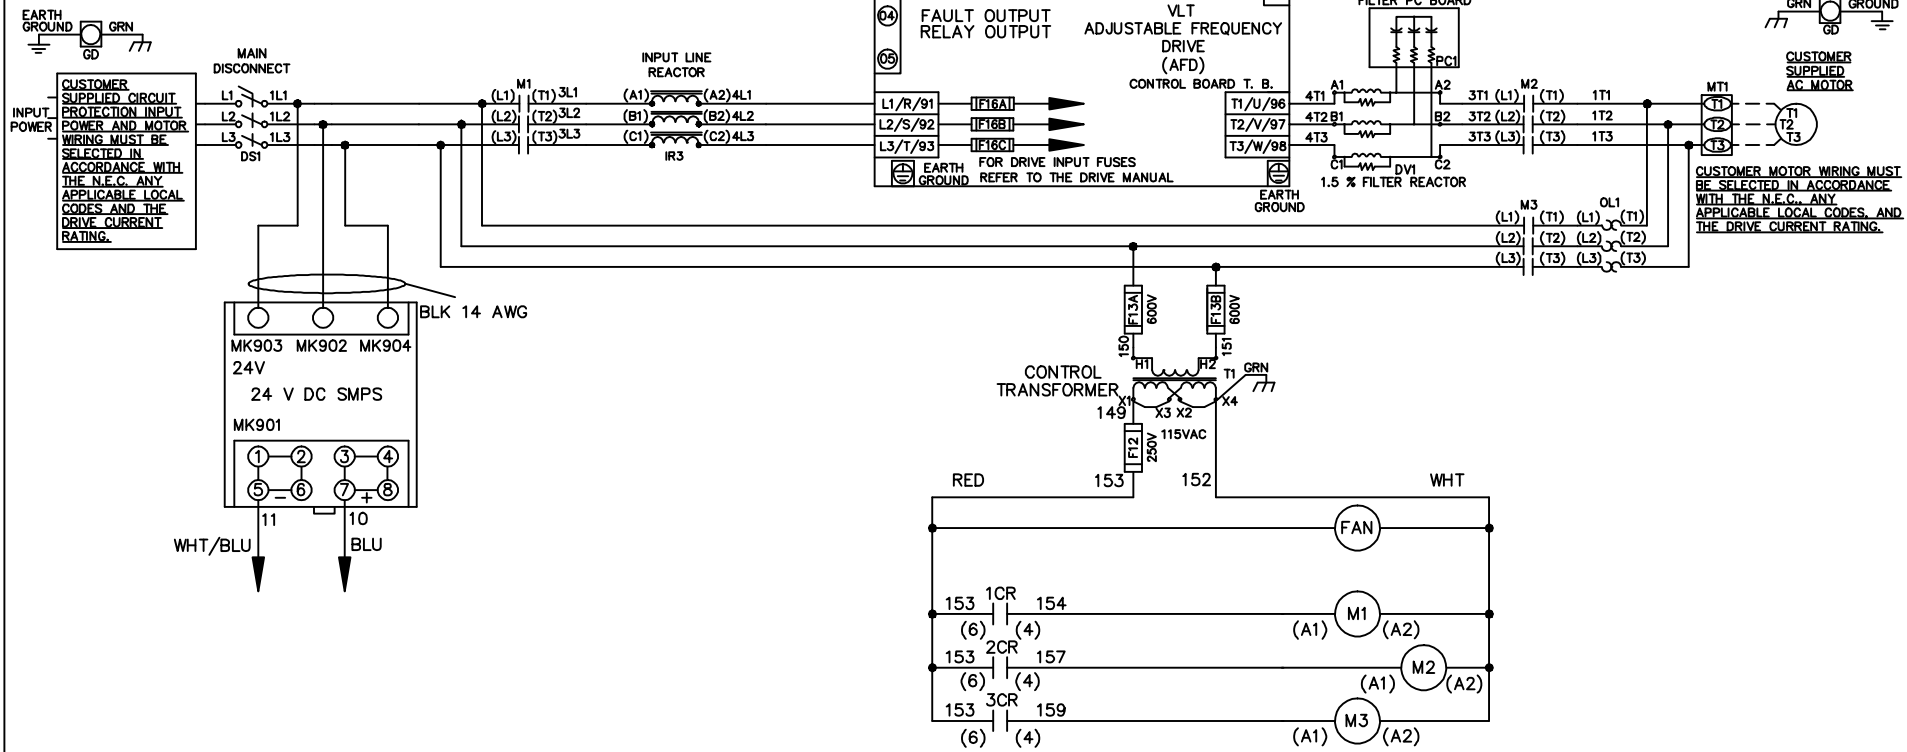 EARTH
GROUND
GRN
GD
CUSTOMER
SUPPLIED CIRCUIT
PROTECTION INPUT
POWER AND MOTOR
WIRING MUST BE
SELECTED IN
ACCORDANCE WITH
THE N.E.C. ANY
APPLICABLE LOCAL
CODES AND THE
DRIVE CURRENT
RATING.
INPUT
POWER
MAIN
DISCONNECT
L1 1L1
L2 1L2
L3 1L3
DS1
M1
(L1) (T1) 3L1
(L2) (T2) 3L2
(L3) (T3) 3L3
INPUT LINE
REACTOR
(A1) (A2) 4L1
(B1) (B2) 4L2
(C1) (C2) 4L3
IR3
04
05
FAULT OUTPUT
RELAY OUTPUT
VLT
ADJUSTABLE FREQUENCY
DRIVE
(AFD)
CONTROL BOARD T. B.
L1/R/91 F16A
L2/S/92 F16B
L3/T/93 F16C
T1/U/96
T2/V/97
T3/W/98
EARTH
GROUND
FOR DRIVE INPUT FUSES
REFER TO THE DRIVE MANUAL
EARTH
GROUND
FILTER PC BOARD
PC1
4T1 A1 A2
4T2 B1 B2
4T3 C1 C2
DV1
1.5 % FILTER REACTOR
M2
3T1 (L1) (T1) 1T1
3T2 (L2) (T2) 1T2
3T3 (L3) (T3) 1T3
MT1
T1
T2
T3
T1
T2
T3
GRN GROUND
GD
CUSTOMER
SUPPLIED
AC MOTOR
CUSTOMER MOTOR WIRING MUST
BE SELECTED IN ACCORDANCE
WITH THE N.E.C., ANY
APPLICABLE LOCAL CODES, AND
THE DRIVE CURRENT RATING.
M3 OL1
(L1) (T1) (L1) (T1)
(L2) (T2) (L2) (T2)
(L3) (T3) (L3) (T3)
BLK 14 AWG
MK903 MK902 MK904
24V
24 V DC SMPS
MK901
1 2 3 4
5 - 6 7 + 8
11 10
WHT/BLU BLU
F13A 600V
F13B 600V
150 151
H1 H2
T1 GRN
CONTROL
TRANSFORMER
X1 X3 X2 X4
149
115VAC
F12 250V
RED 153 152 WHT
FAN
1CR
153 154
(6) (4)
M1
(A1) (A2)
2CR
153 157
(6) (4)
M2
(A1) (A2)
3CR
153 159
(6) (4)
M3
(A1) (A2)